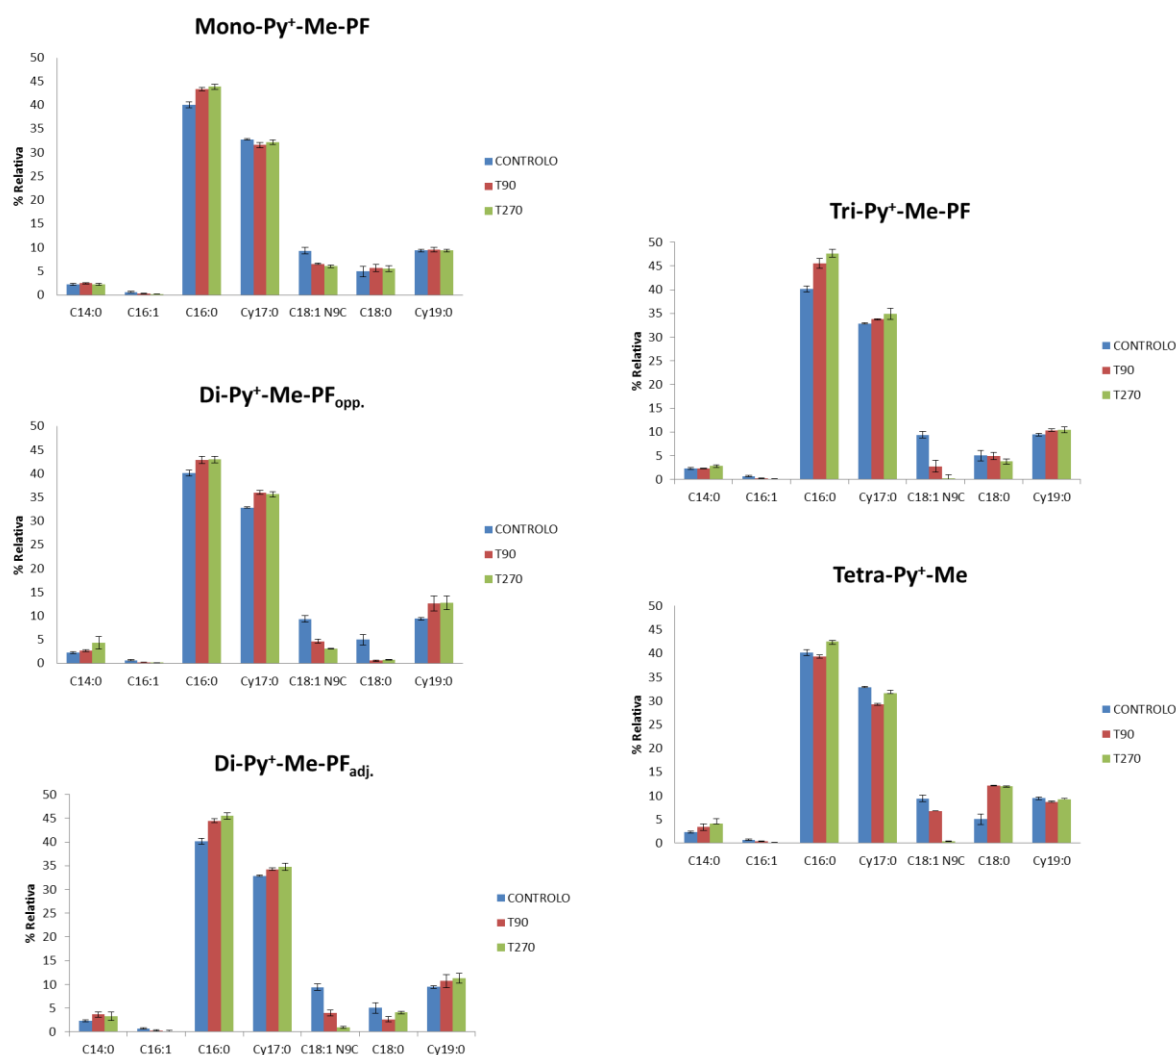 Mono-Py⁺-Me-PF
50
45
40
35
30
25
20
15
10
5
0
% Relativa
C14:0 C16:1 C16:0 Cy17:0 C18:1 N9C C18:0 Cy19:0
CONTROLO
T90
T270
Di-Py⁺-Me-PFopp.
50
45
40
35
30
25
20
15
10
5
0
% Relativa
C14:0 C16:1 C16:0 Cy17:0 C18:1 N9C C18:0 Cy19:0
CONTROLO
T90
T270
Di-Py⁺-Me-PFadj.
50
45
40
35
30
25
20
15
10
5
0
% Relativa
C14:0 C16:1 C16:0 Cy17:0 C18:1 N9C C18:0 Cy19:0
CONTROLO
T90
T270
Tri-Py⁺-Me-PF
50
45
40
35
30
25
20
15
10
5
0
% Relativa
C14:0 C16:1 C16:0 Cy17:0 C18:1 N9C C18:0 Cy19:0
CONTROLO
T90
T270
Tetra-Py⁺-Me
50
45
40
35
30
25
20
15
10
5
0
% Relativa
C14:0 C16:1 C16:0 Cy17:0 C18:1 N9C C18:0 Cy19:0
CONTROLO
T90
T270